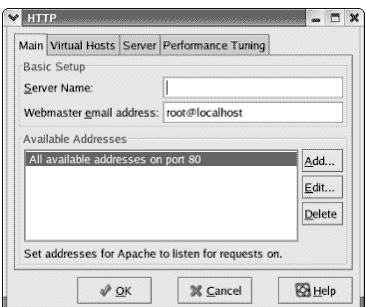 HTTP
Main Virtual Hosts Server Performance Tuning
Basic Setup
Server Name:
Webmaster email address: root@localhost
Available Addresses
All available addresses on port 80
Add...
Edit...
Delete
Set addresses for Apache to listen for requests on.
OK Cancel Help